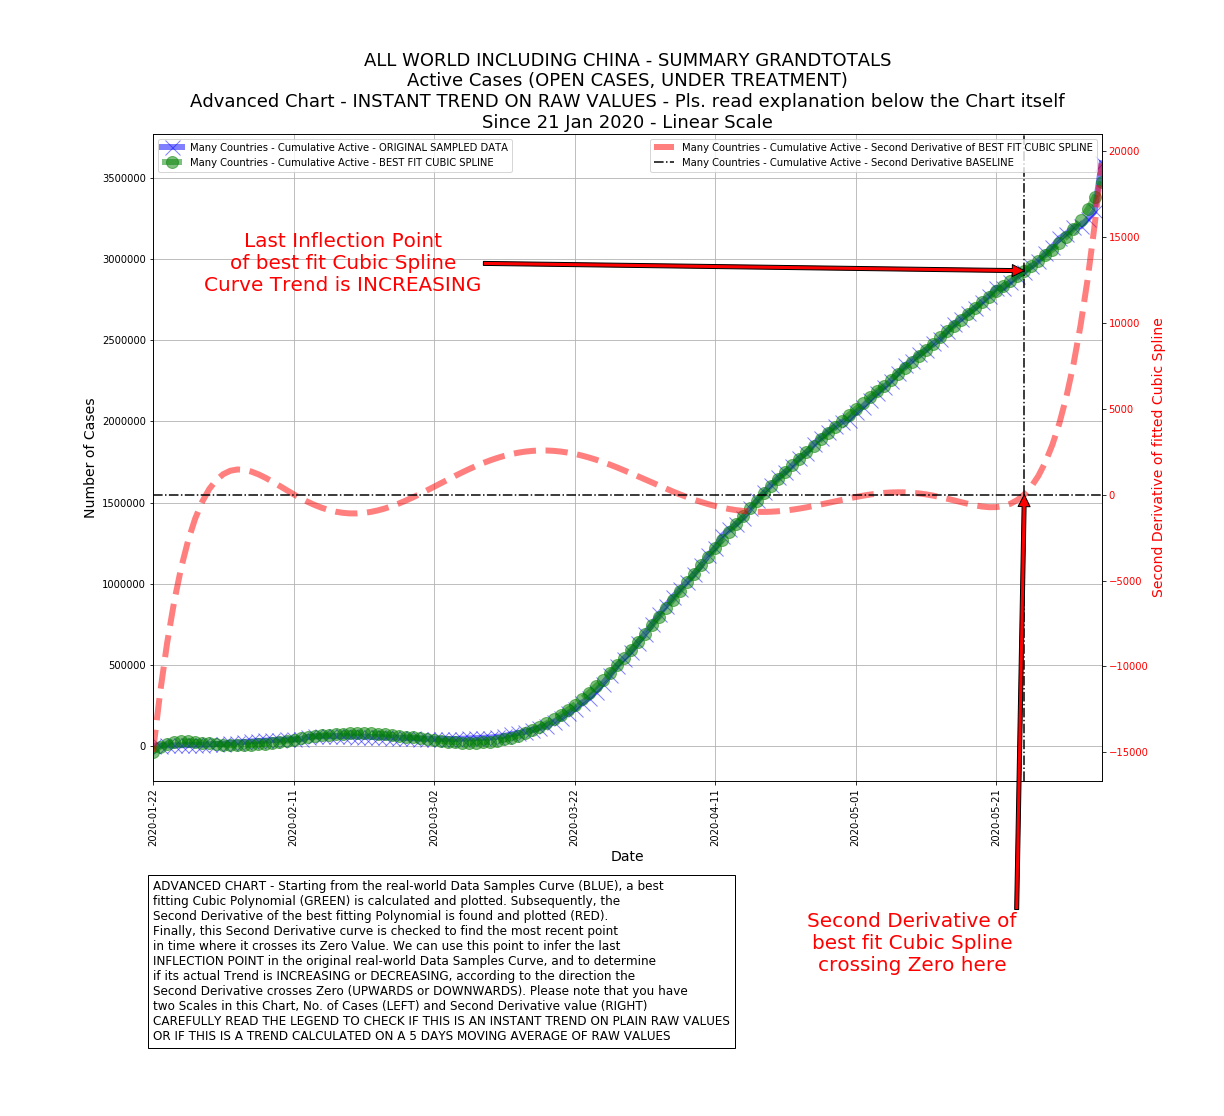 ALL WORLD INCLUDING CHINA - SUMMARY GRANDTOTALS
Active Cases (OPEN CASES, UNDER TREATMENT)
Advanced Chart - INSTANT TREND ON RAW VALUES - Pls. read explanation below the Chart itself
Since 21 Jan 2020 - Linear Scale
Many Countries - Cumulative Active - ORIGINAL SAMPLED DATA
Many Countries - Cumulative Active - BEST FIT CUBIC SPLINE
Many Countries - Cumulative Active - Second Derivative of BEST FIT CUBIC SPLINE
Many Countries - Cumulative Active - Second Derivative BASELINE
Last Inflection Point
of best fit Cubic Spline
Curve Trend is INCREASING
Number of Cases
3500000
3000000
2500000
2000000
1500000
1000000
500000
0
20000
15000
10000
5000
0
−5000
−10000
−15000
Second Derivative of fitted Cubic Spline
2020-01-22
2020-02-11
2020-03-02
2020-03-22
2020-04-11
2020-05-01
2020-05-21
Date
ADVANCED CHART - Starting from the real-world Data Samples Curve (BLUE), a best
fitting Cubic Polynomial (GREEN) is calculated and plotted. Subsequently, the
Second Derivative of the best fitting Polynomial is found and plotted (RED).
Finally, this Second Derivative curve is checked to find the most recent point
in time where it crosses its Zero Value. We can use this point to infer the last
INFLECTION POINT in the original real-world Data Samples Curve, and to determine
if its actual Trend is INCREASING or DECREASING, according to the direction the
Second Derivative crosses Zero (UPWARDS or DOWNWARDS). Please note that you have
two Scales in this Chart, No. of Cases (LEFT) and Second Derivative value (RIGHT)
CAREFULLY READ THE LEGEND TO CHECK IF THIS IS AN INSTANT TREND ON PLAIN RAW VALUES
OR IF THIS IS A TREND CALCULATED ON A 5 DAYS MOVING AVERAGE OF RAW VALUES
Second Derivative of
best fit Cubic Spline
crossing Zero here